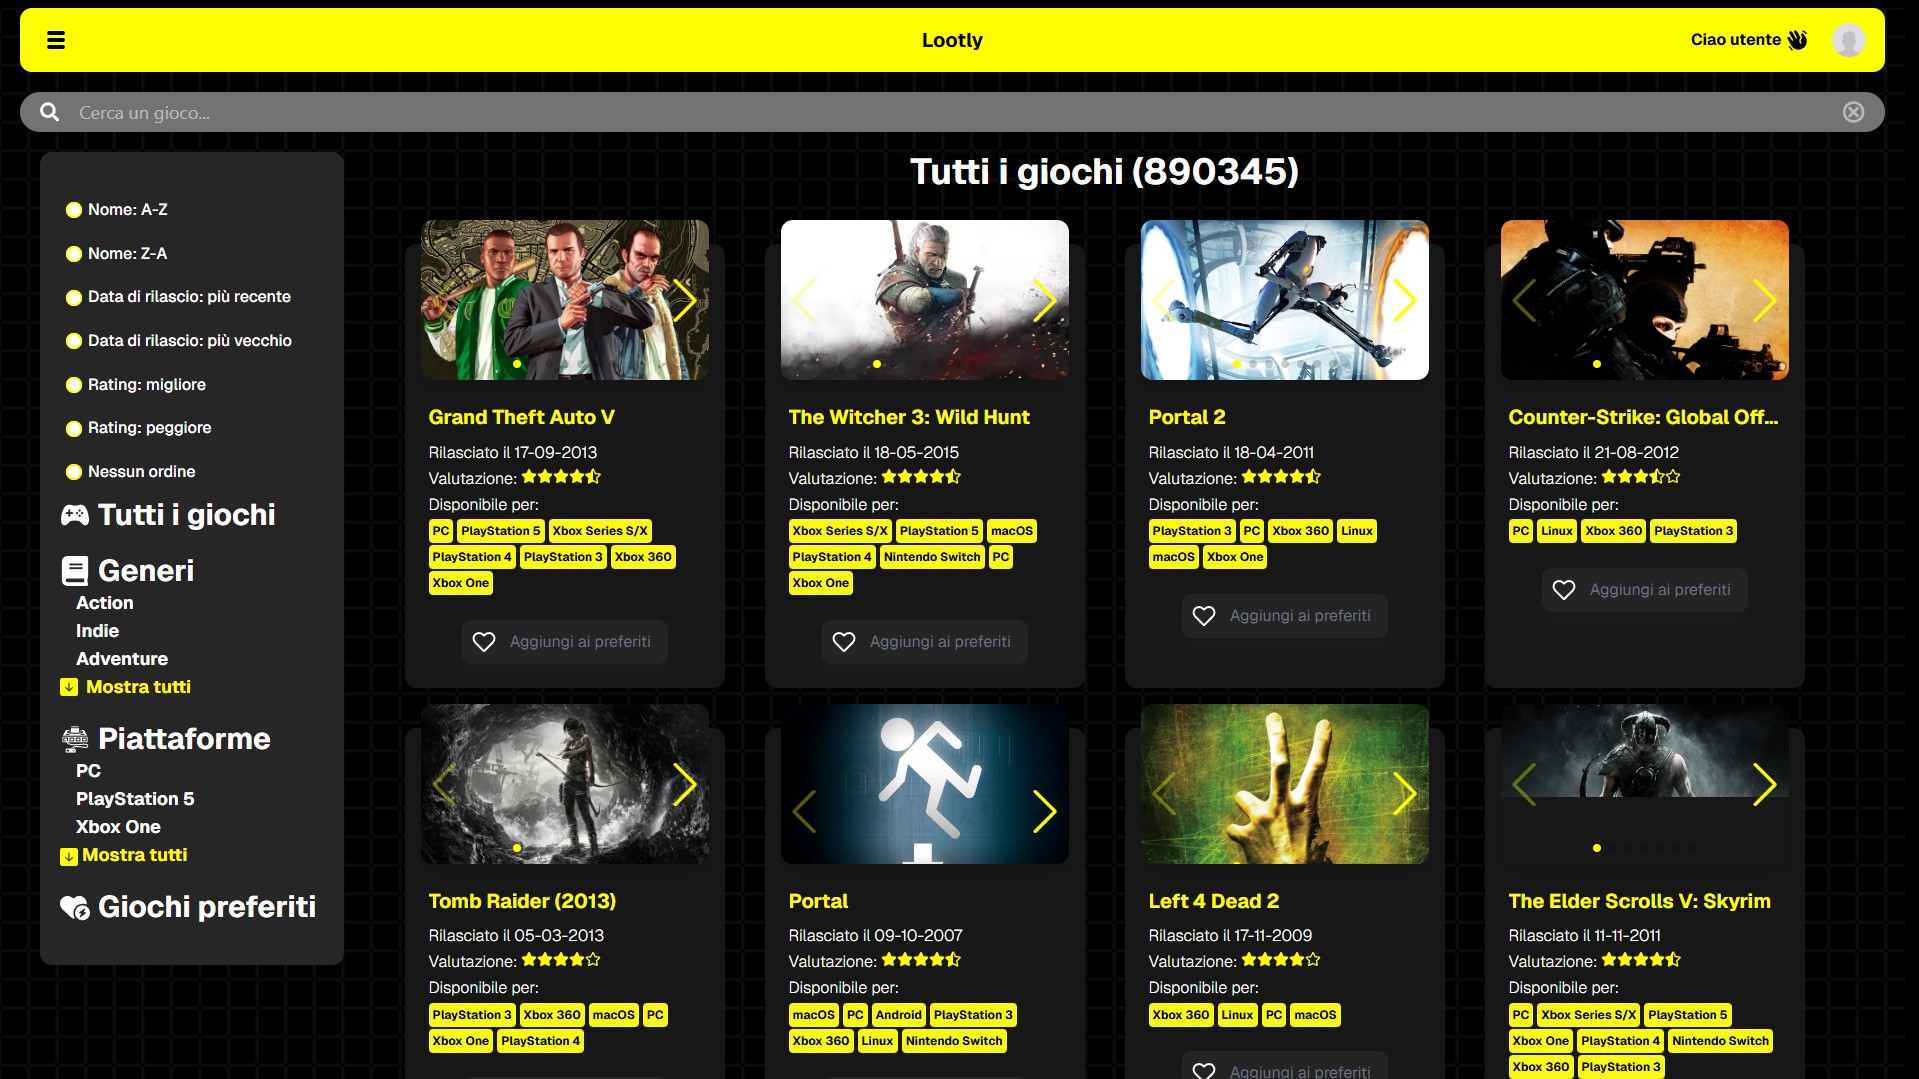 Lootly
Ciao utente
Cerca un gioco...
Nome: A-Z
Nome: Z-A
Data di rilascio: più recente
Data di rilascio: più vecchio
Rating: migliore
Rating: peggiore
Nessun ordine
Tutti i giochi
Generi
Action
Indie
Adventure
Mostra tutti
Piattaforme
PC
PlayStation 5
Xbox One
Mostra tutti
Giochi preferiti
Tutti i giochi (890345)
Grand Theft Auto V
Rilasciato il 17-09-2013
Valutazione:
Disponibile per:
PC PlayStation 5 Xbox Series S/X
PlayStation 4 PlayStation 3 Xbox 360
Xbox One
Aggiungi ai preferiti
The Witcher 3: Wild Hunt
Rilasciato il 18-05-2015
Valutazione:
Disponibile per:
Xbox Series S/X PlayStation 5 macOS
PlayStation 4 Nintendo Switch PC
Xbox One
Aggiungi ai preferiti
Portal 2
Rilasciato il 18-04-2011
Valutazione:
Disponibile per:
PlayStation 3 PC Xbox 360 Linux
macOS Xbox One
Aggiungi ai preferiti
Counter-Strike: Global Off...
Rilasciato il 21-08-2012
Valutazione:
Disponibile per:
PC Linux Xbox 360 PlayStation 3
Aggiungi ai preferiti
Tomb Raider (2013)
Rilasciato il 05-03-2013
Valutazione:
Disponibile per:
PlayStation 3 Xbox 360 macOS PC
Xbox One PlayStation 4
Portal
Rilasciato il 09-10-2007
Valutazione:
Disponibile per:
macOS PC Android PlayStation 3
Xbox 360 Linux Nintendo Switch
Left 4 Dead 2
Rilasciato il 17-11-2009
Valutazione:
Disponibile per:
Xbox 360 Linux PC macOS
Aggiungi ai preferiti
The Elder Scrolls V: Skyrim
Rilasciato il 11-11-2011
Valutazione:
Disponibile per:
PC Xbox Series S/X PlayStation 5
Xbox One PlayStation 4 Nintendo Switch
Xbox 360 PlayStation 3